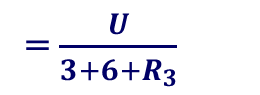 = U / 3+6+R₃